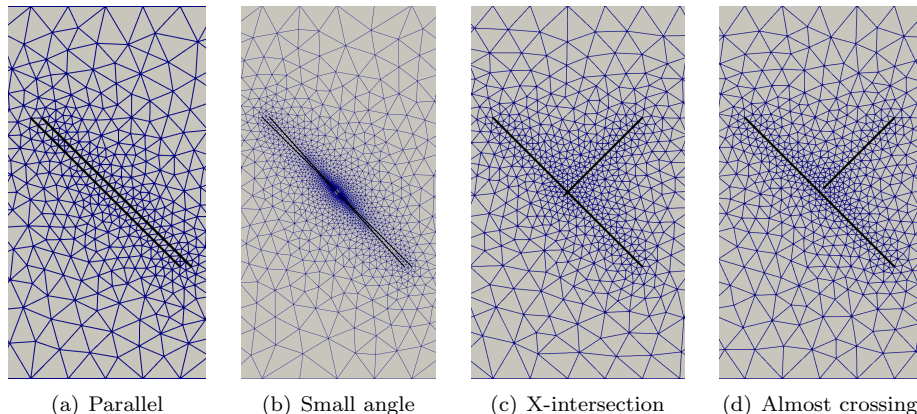 (a) Parallel
(b) Small angle
(c) X-intersection
(d) Almost crossing